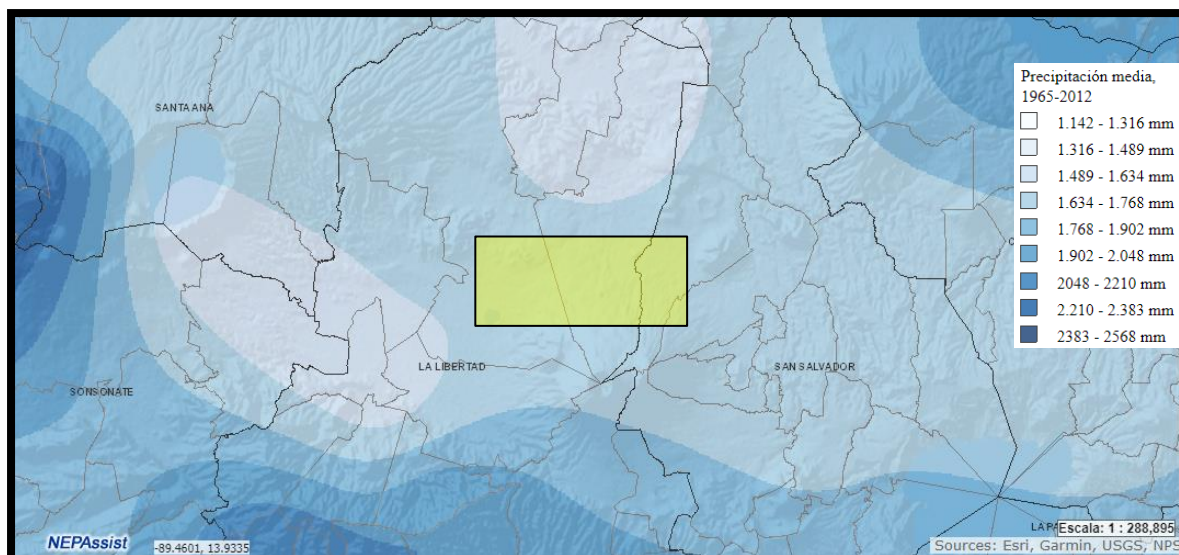 SANTA ANA
Precipitación media,
1965-2012
1.142 - 1.316 mm
1.316 - 1.489 mm
1.489 - 1.634 mm
1.634 - 1.768 mm
1.768 - 1.902 mm
1.902 - 2.048 mm
2048 - 2210 mm
2.210 - 2.383 mm
2383 - 2568 mm
LA LIBERTAD
SAN SALVADOR
SONSONATE
LA PA
Escala: 1 : 288,895
NEPAssist
-89.4601, 13.9335
Sources: Esri, Garmin, USGS, NPS